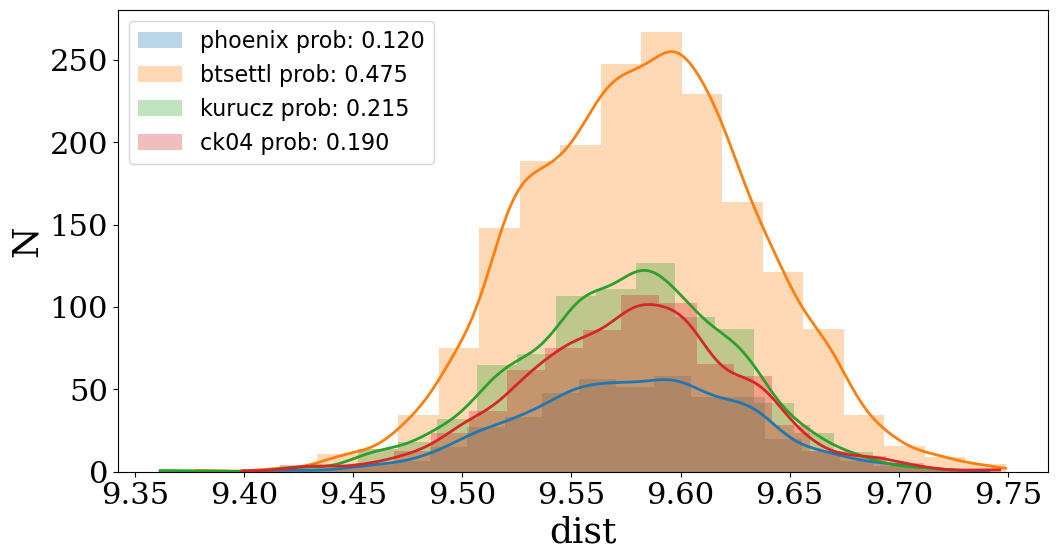 phoenix prob: 0.120
btsettl prob: 0.475
kurucz prob: 0.215
ck04 prob: 0.190
N
250
200
150
100
50
0
9.35 9.40 9.45 9.50 9.55 9.60 9.65 9.70 9.75
dist